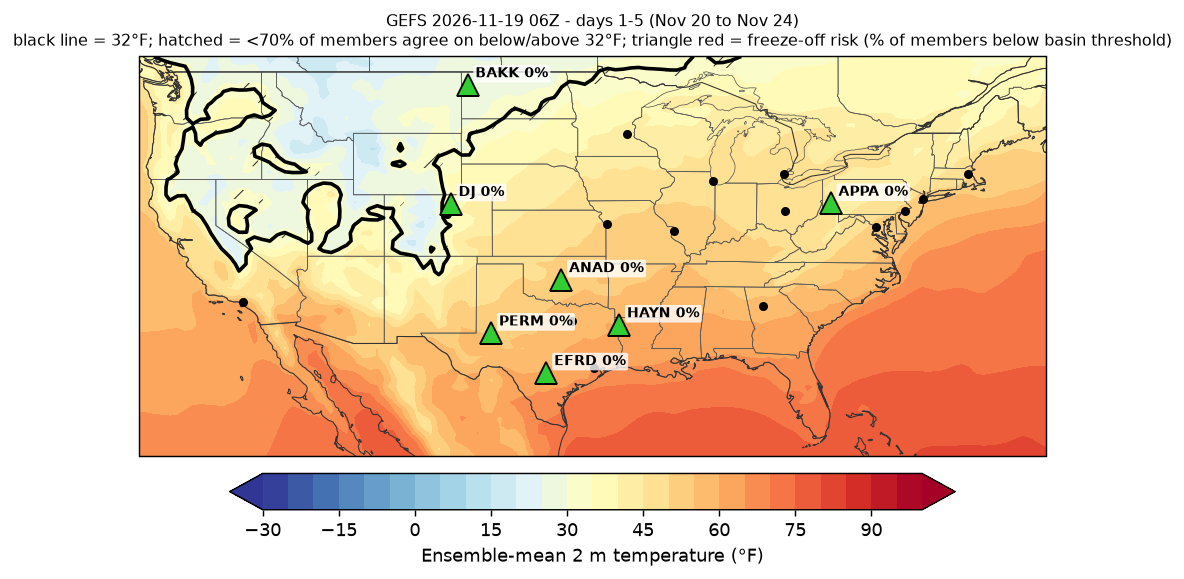 GEFS 2026-11-19 06Z - days 1-5 (Nov 20 to Nov 24)
black line = 32°F; hatched = <70% of members agree on below/above 32°F; triangle red = freeze-off risk (% of members below basin threshold)
BAKK 0%
DJ 0%
APPA 0%
ANAD 0%
HAYN 0%
PERM 0%
EFRD 0%
−30 −15 0 15 30 45 60 75 90
Ensemble-mean 2 m temperature (°F)